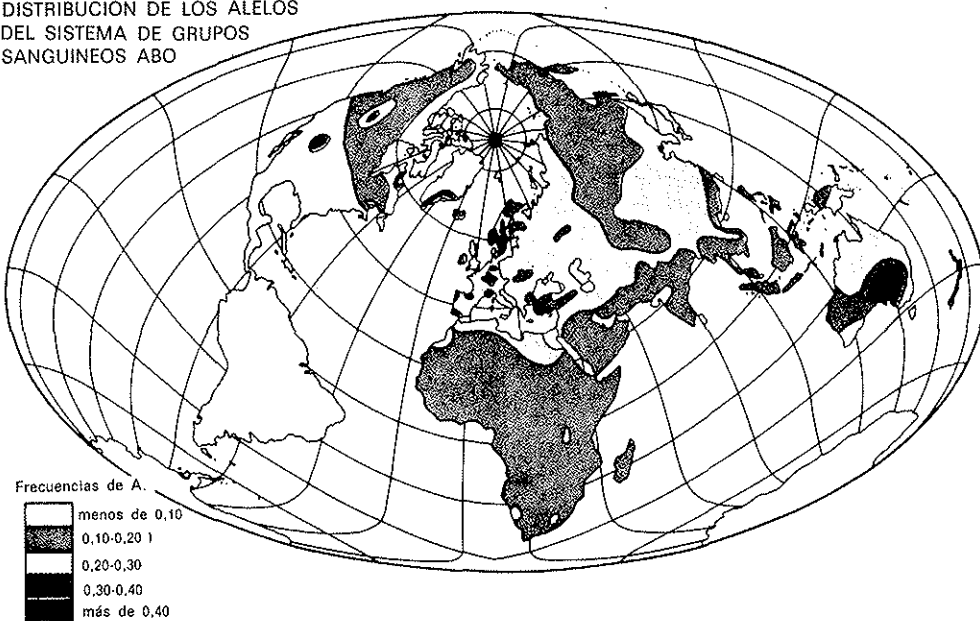 DISTRIBUCION DE LOS ALELOS
DEL SISTEMA DE GRUPOS
SANGUINEOS ABO
Frecuencias de A.
menos de 0,10
0,10-0,20 I
0,20-0,30
0,30-0,40
más de 0,40